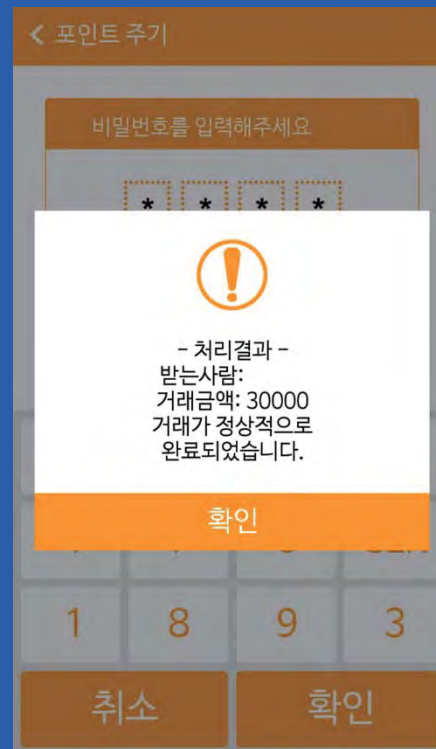 포인트 주기
비밀번호를 입력해주세요
* * * *
- 처리결과 -
받는사람:
거래금액: 30000
거래가 정상적으로
완료되었습니다.
확인
1 8 9 3
취소 확인